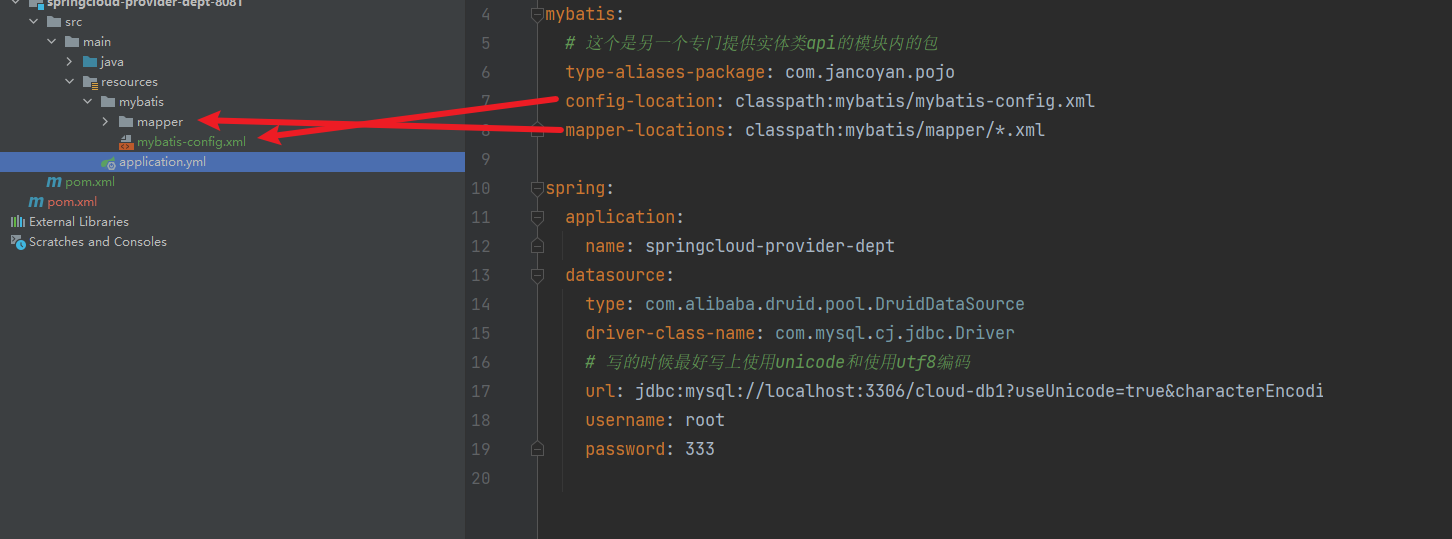 springcloud-provider-dept-8081
src
main
java
resources
mybatis
mapper
mybatis-config.xml
application.yml
pom.xml
pom.xml
External Libraries
Scratches and Consoles
4 mybatis:
5 # 这个是另一个专门提供实体类api的模块内的包
6 type-aliases-package: com.jancoyan.pojo
7 config-location: classpath:mybatis/mybatis-config.xml
8 mapper-locations: classpath:mybatis/mapper/*.xml
9
10 spring:
11 application:
12 name: springcloud-provider-dept
13 datasource:
14 type: com.alibaba.druid.pool.DruidDataSource
15 driver-class-name: com.mysql.cj.jdbc.Driver
16 # 写的时候最好写上使用unicode和使用utf8编码
17 url: jdbc:mysql://localhost:3306/cloud-db1?useUnicode=true&characterEncodi
18 username: root
19 password: 333
20